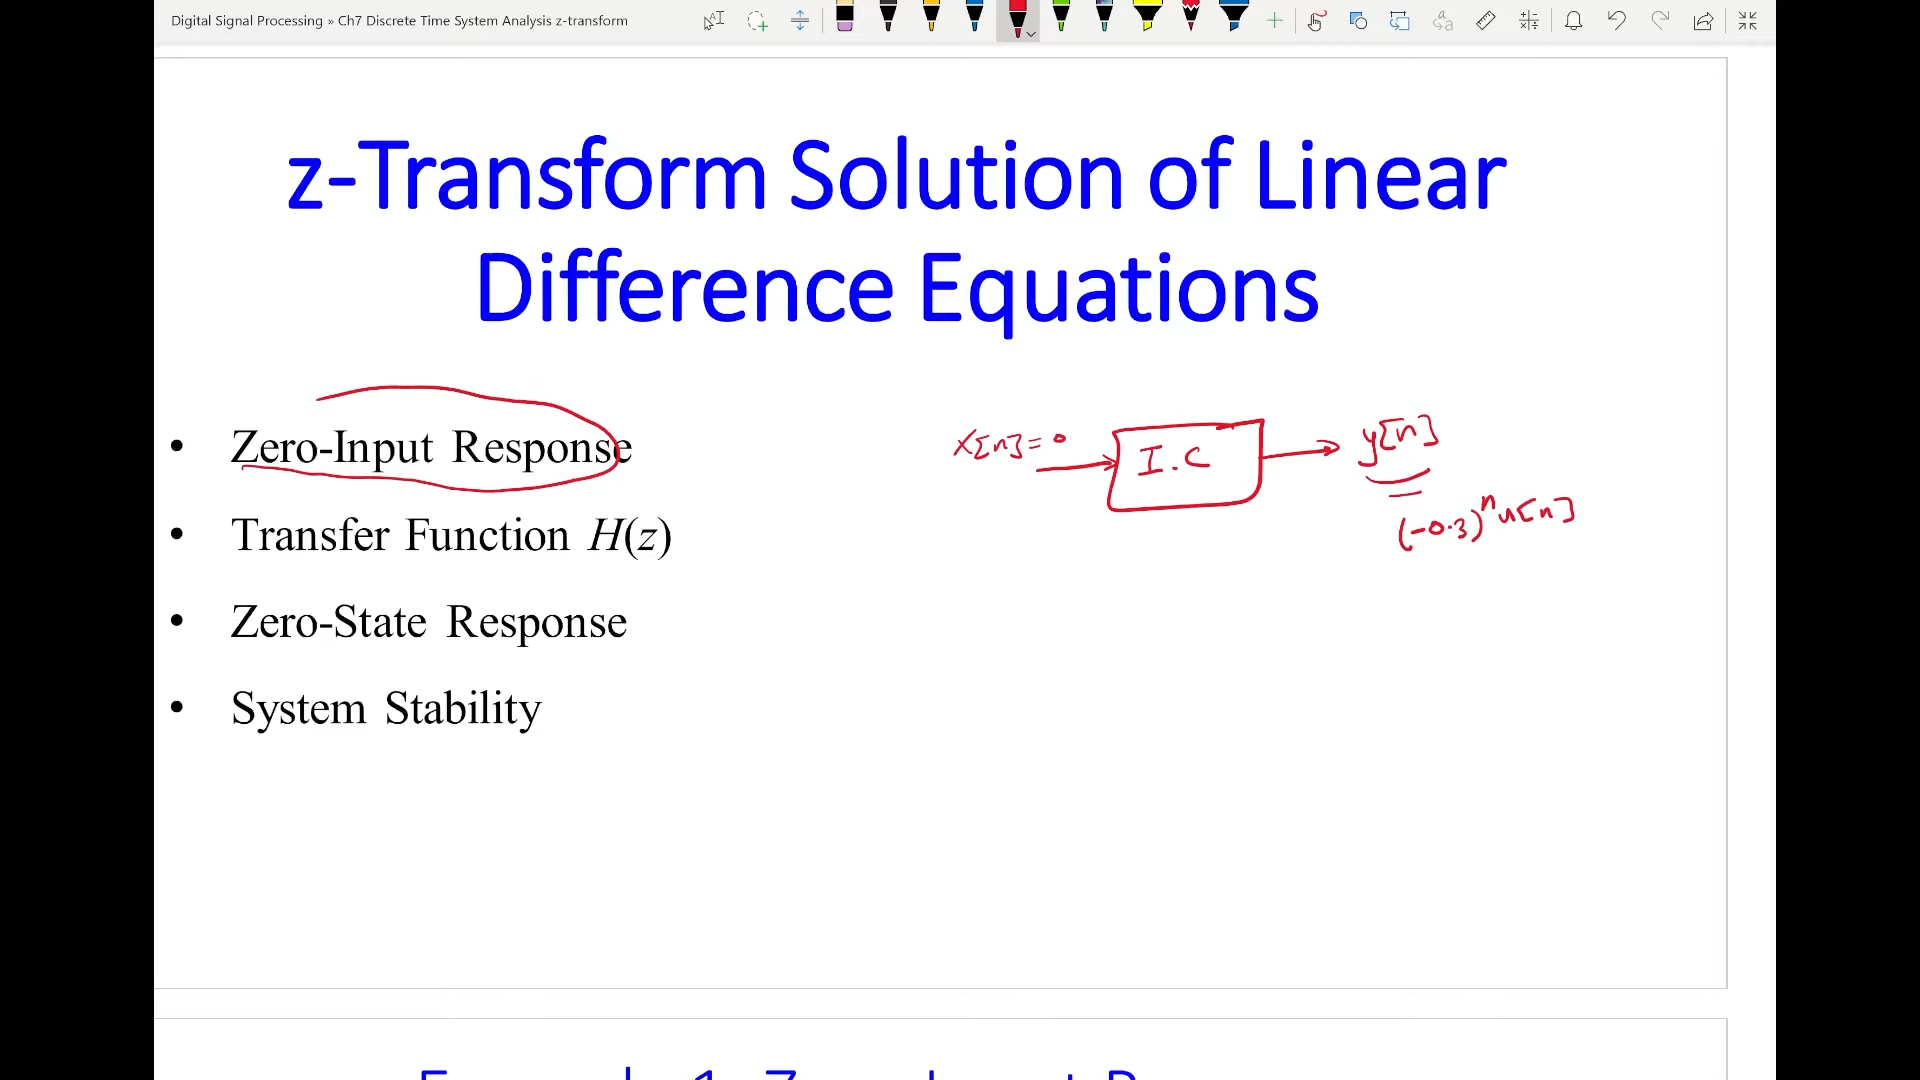 Digital Signal Processing » Ch7 Discrete Time System Analysis z-transform
z-Transform Solution of Linear
Difference Equations
• Zero-Input Response
x[n]=0
I.C
y[n]
(-0.3)^n u[n]
• Transfer Function H(z)
• Zero-State Response
• System Stability